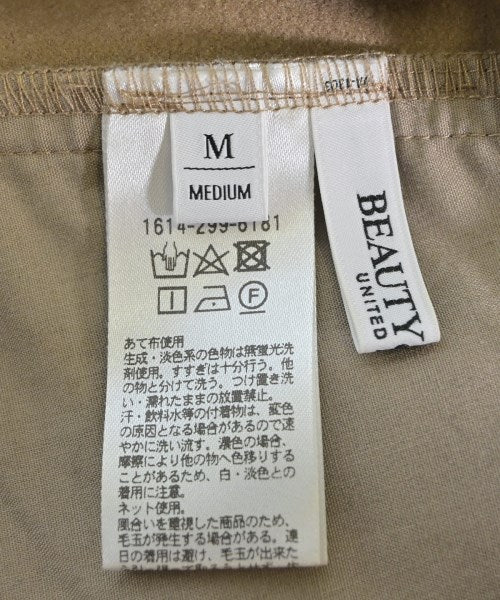 M
MEDIUM
1614-299-6181
F
あて布使用
生成・淡色系の色物は無蛍光洗
剤使用。すすぎは十分行う。他
の物と分けて洗う。つけ置き洗
い・濡れたままの放置禁止。
汗・飲料水等の付着物は、変色
の原因となる場合があるので速
やかに洗い流す。濃色の場合、
摩擦により他の物へ色移りする
ことがあるため、白・淡色との
着用に注意。
ネット使用。
風合いを重視した商品のため、
毛玉が発生する場合がある。連
日の着用は避け、毛玉が出来た
BEAUTY
UNITED